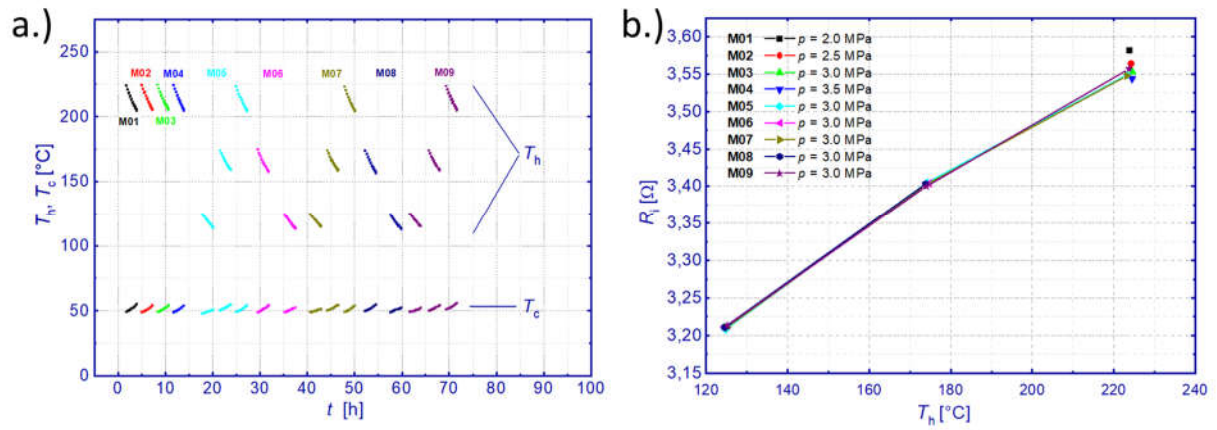 a.)
250
200
150
100
50
0
Th, Tc [°C]
M02 M04 M05 M06 M07 M08 M09
M01 M03
Th
Tc
0 10 20 30 40 50 60 70 80 90 100
t [h]
b.)
3,60
3,55
3,50
3,45
3,40
3,35
3,30
3,25
3,20
3,15
Ri [Ω]
M01 p = 2.0 MPa
M02 p = 2.5 MPa
M03 p = 3.0 MPa
M04 p = 3.5 MPa
M05 p = 3.0 MPa
M06 p = 3.0 MPa
M07 p = 3.0 MPa
M08 p = 3.0 MPa
M09 p = 3.0 MPa
120 140 160 180 200 220 240
Th [°C]